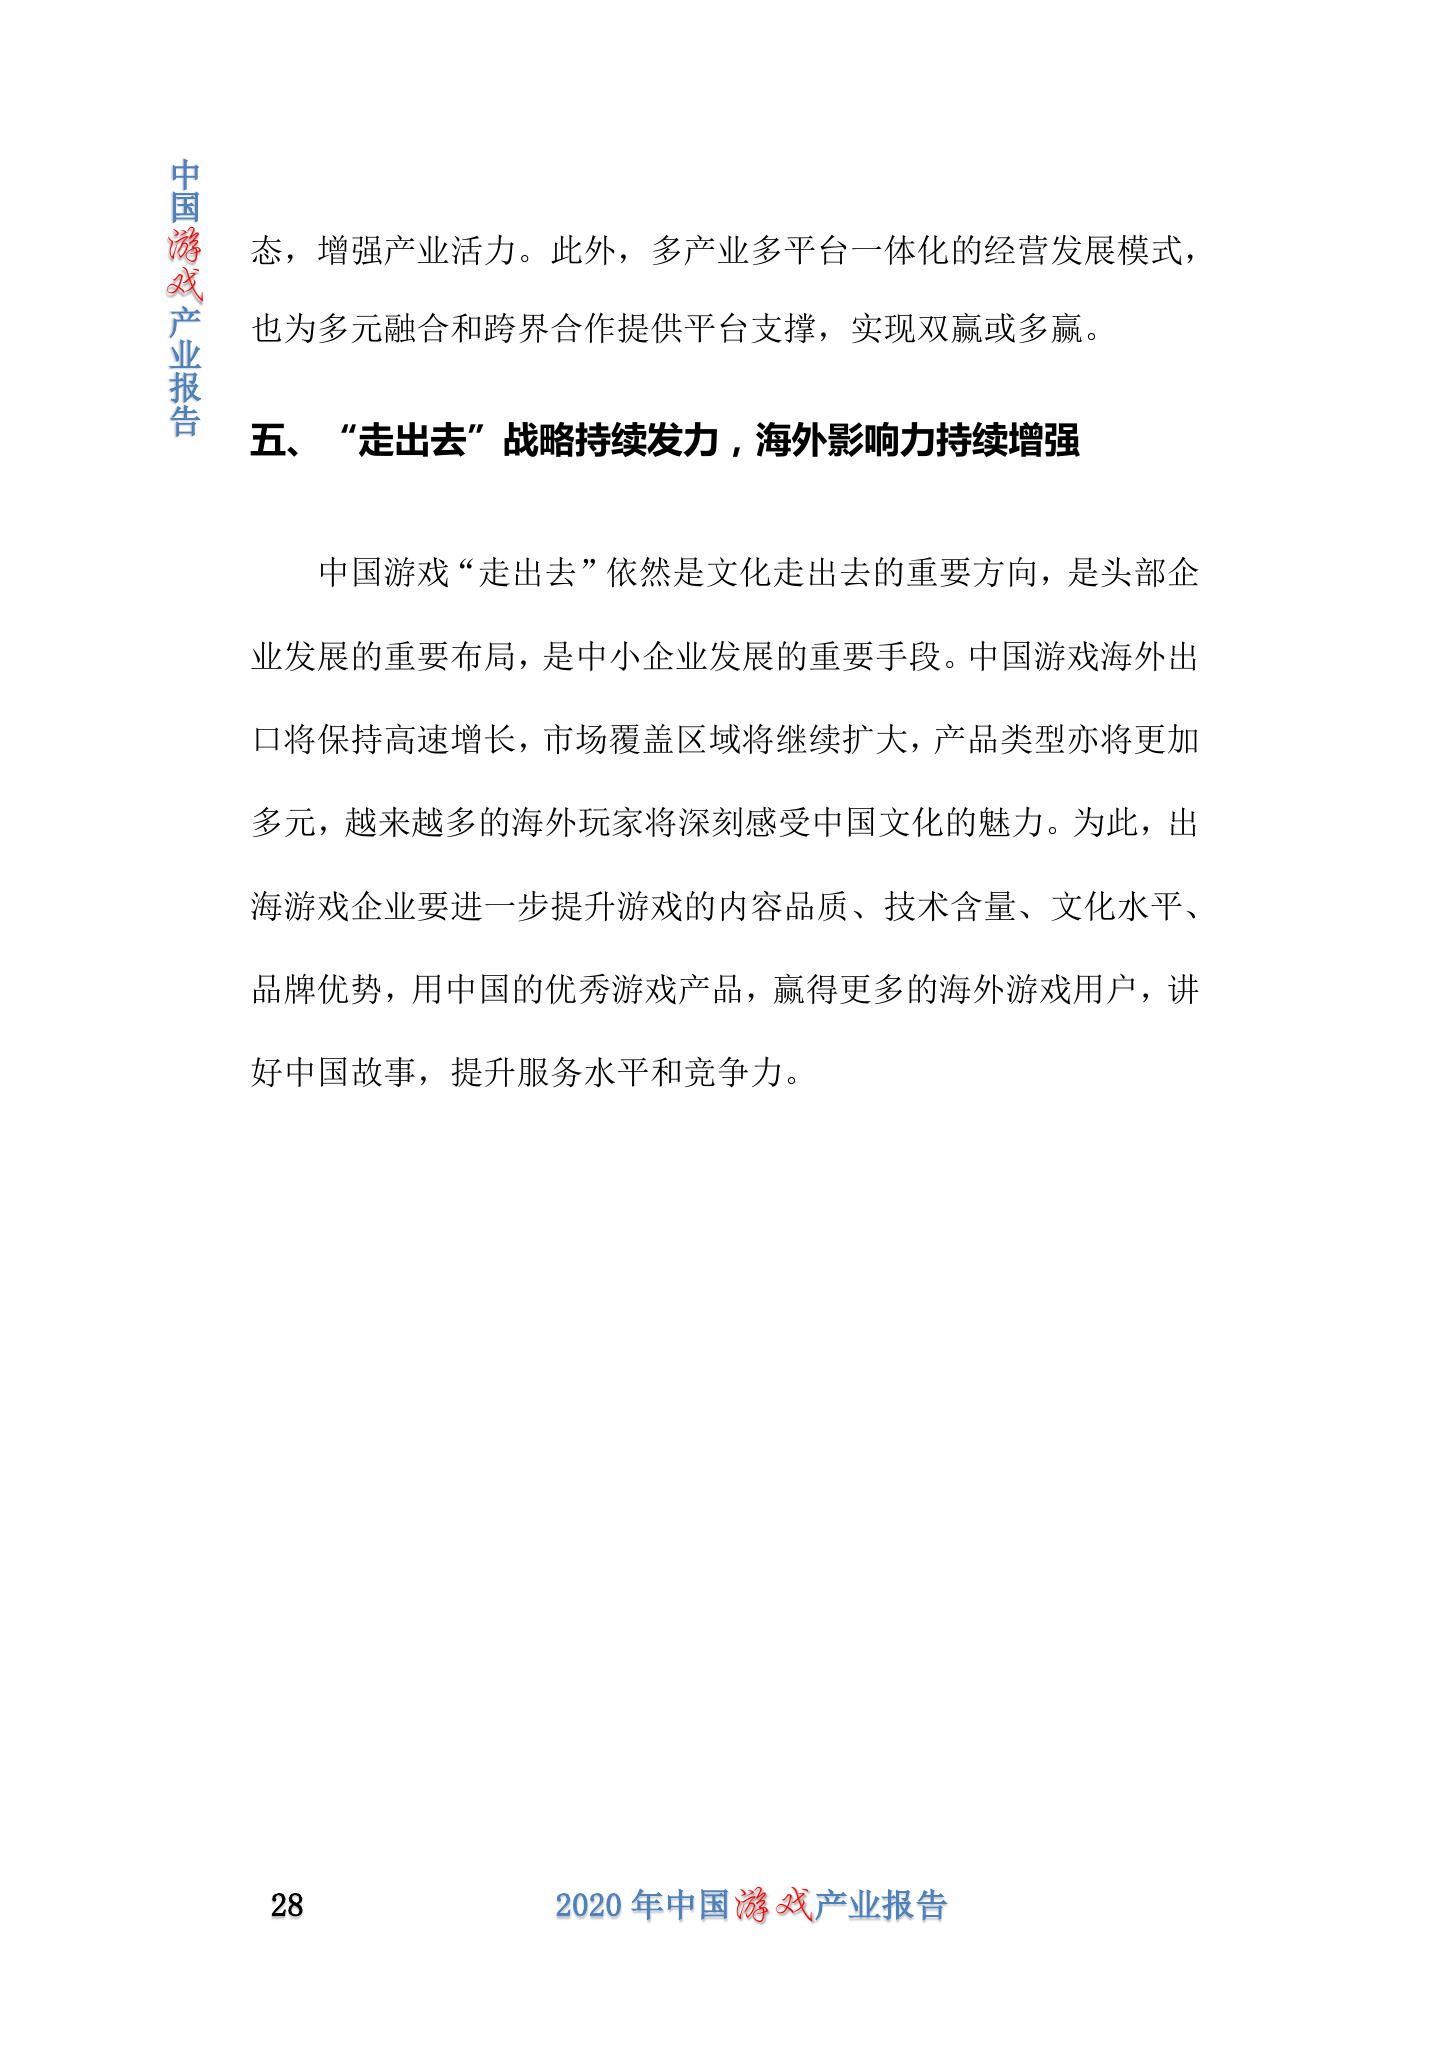 中国游戏产业报告
态，增强产业活力。此外，多产业多平台一体化的经营发展模式，
也为多元融合和跨界合作提供平台支撑，实现双赢或多赢。
五、“走出去”战略持续发力，海外影响力持续增强
中国游戏“走出去”依然是文化走出去的重要方向，是头部企
业发展的重要布局，是中小企业发展的重要手段。中国游戏海外出
口将保持高速增长，市场覆盖区域将继续扩大，产品类型亦将更加
多元，越来越多的海外玩家将深刻感受中国文化的魅力。为此，出
海游戏企业要进一步提升游戏的内容品质、技术含量、文化水平、
品牌优势，用中国的优秀游戏产品，赢得更多的海外游戏用户，讲
好中国故事，提升服务水平和竞争力。
28 2020 年中国游戏产业报告